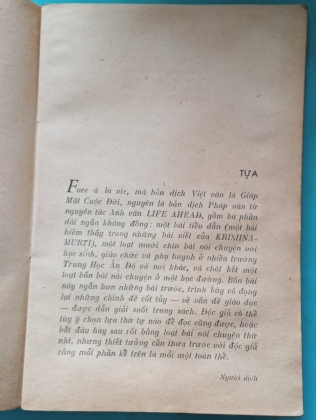 TỰA
Face à la vie, mà bản dịch Việt văn là Giáp
Mặt Cuộc Đời, nguyên là bản dịch Pháp văn từ
nguyên tác Anh văn LIFE AHEAD, gồm ba phần
dài ngắn không đồng : một bài tiểu dẫn (một bài
hiếm thấy trong những bài viết của KRISHNA-
MURTI), một loạt mươi chín bài nói chuyện với
học sinh, giáo chức và phụ huynh ở nhiều trường
Trung Học Ấn Độ và nơi khác, và chót hết một
loạt bốn bài nói chuyện ở một học đường. Bốn bài
này ngắn hơn những bài trước, trình bày cô đọng
lại những chính đề cốt tủy — về vấn đề giáo dục
— được dẫn giải suốt trong sách. Độc giả có thể
tùy ý chọn lựa thứ tự nào để đọc cũng được, hoặc
bắt đầu hay sau rốt bằng loạt bài nói chuyện thứ
nhì, nhưng thiết tưởng cần thưa trước với độc giả
rằng mỗi phần kể trên là mỗi một toàn thể.
Người dịch